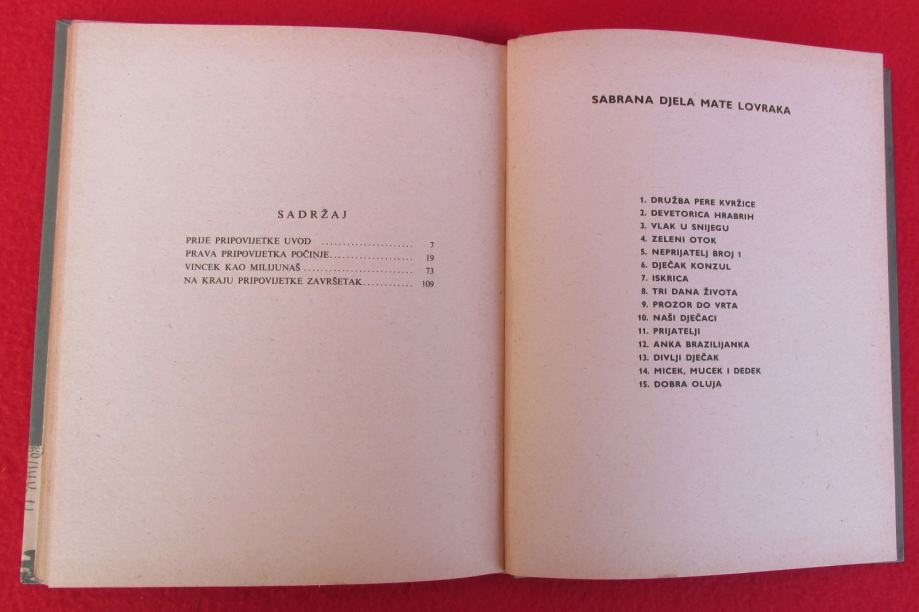 SADRŽAJ
PRIJE PRIPOVIJETKE UVOD ...................... 7
PRAVA PRIPOVIJETKA POČINJE.................... 19
VINCEK KAO MILIJUNAŠ .......................... 73
NA KRAJU PRIPOVIJETKE ZAVRŠETAK............ 109
SABRANA DJELA MATE LOVRAKA
1. DRUŽBA PERE KVRŽICE
2. DEVETORICA HRABRIH
3. VLAK U SNIJEGU
4. ZELENI OTOK
5. NEPRIJATELJ BROJ 1
6. DJEČAK KONZUL
7. ISKRICA
8. TRI DANA ŽIVOTA
9. PROZOR DO VRTA
10. NAŠI DJEČACI
11. PRIJATELJI
12. ANKA BRAZILIJANKA
13. DIVLJI DJEČAK
14. MICEK, MUCEK I DEDEK
15. DOBRA OLUJA